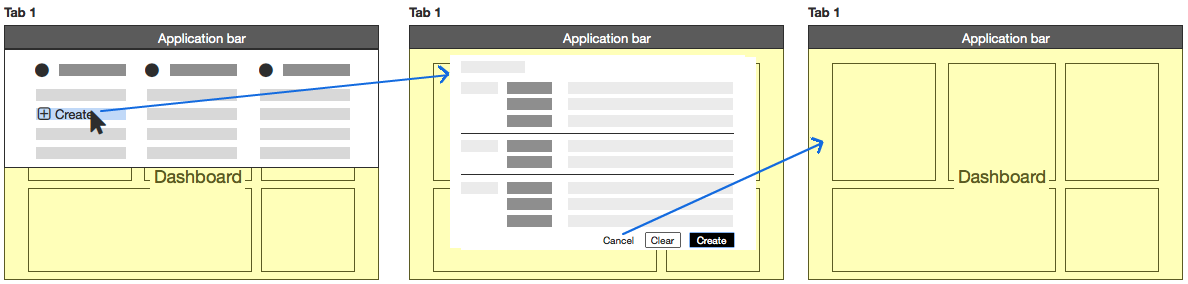 Tab 1
Application bar
Create
Dashboard
Tab 1
Application bar
Cancel Clear Create
Tab 1
Application bar
Dashboard